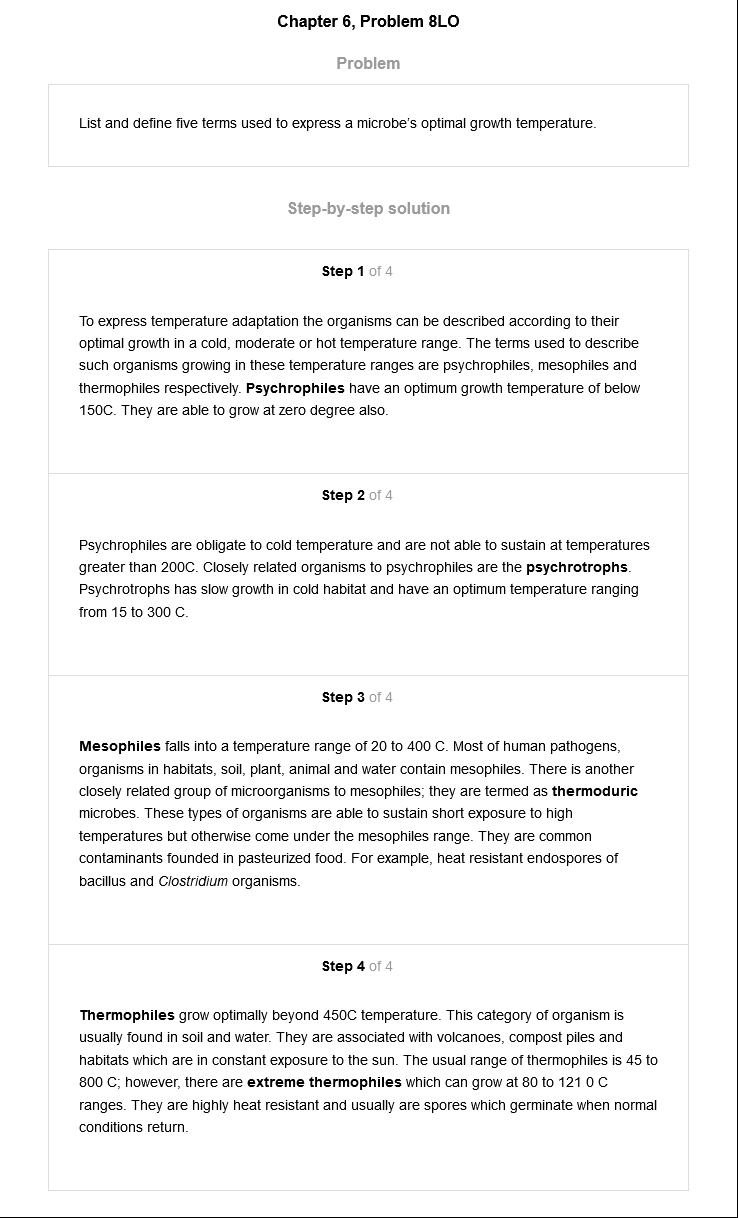 Chapter 6, Problem 8LO
Problem
List and define five terms used to express a microbe’s optimal growth temperature.
Step-by-step solution
Step 1 of 4
To express temperature adaptation the organisms can be described according to their
optimal growth in a cold, moderate or hot temperature range. The terms used to describe
such organisms growing in these temperature ranges are psychrophiles, mesophiles and
thermophiles respectively. Psychrophiles have an optimum growth temperature of below
150C. They are able to grow at zero degree also.
Step 2 of 4
Psychrophiles are obligate to cold temperature and are not able to sustain at temperatures
greater than 200C. Closely related organisms to psychrophiles are the psychrotrophs.
Psychrotrophs has slow growth in cold habitat and have an optimum temperature ranging
from 15 to 300 C.
Step 3 of 4
Mesophiles falls into a temperature range of 20 to 400 C. Most of human pathogens,
organisms in habitats, soil, plant, animal and water contain mesophiles. There is another
closely related group of microorganisms to mesophiles; they are termed as thermoduric
microbes. These types of organisms are able to sustain short exposure to high
temperatures but otherwise come under the mesophiles range. They are common
contaminants founded in pasteurized food. For example, heat resistant endospores of
bacillus and Clostridium organisms.
Step 4 of 4
Thermophiles grow optimally beyond 450C temperature. This category of organism is
usually found in soil and water. They are associated with volcanoes, compost piles and
habitats which are in constant exposure to the sun. The usual range of thermophiles is 45 to
800 C; however, there are extreme thermophiles which can grow at 80 to 121 0 C
ranges. They are highly heat resistant and usually are spores which germinate when normal
conditions return.